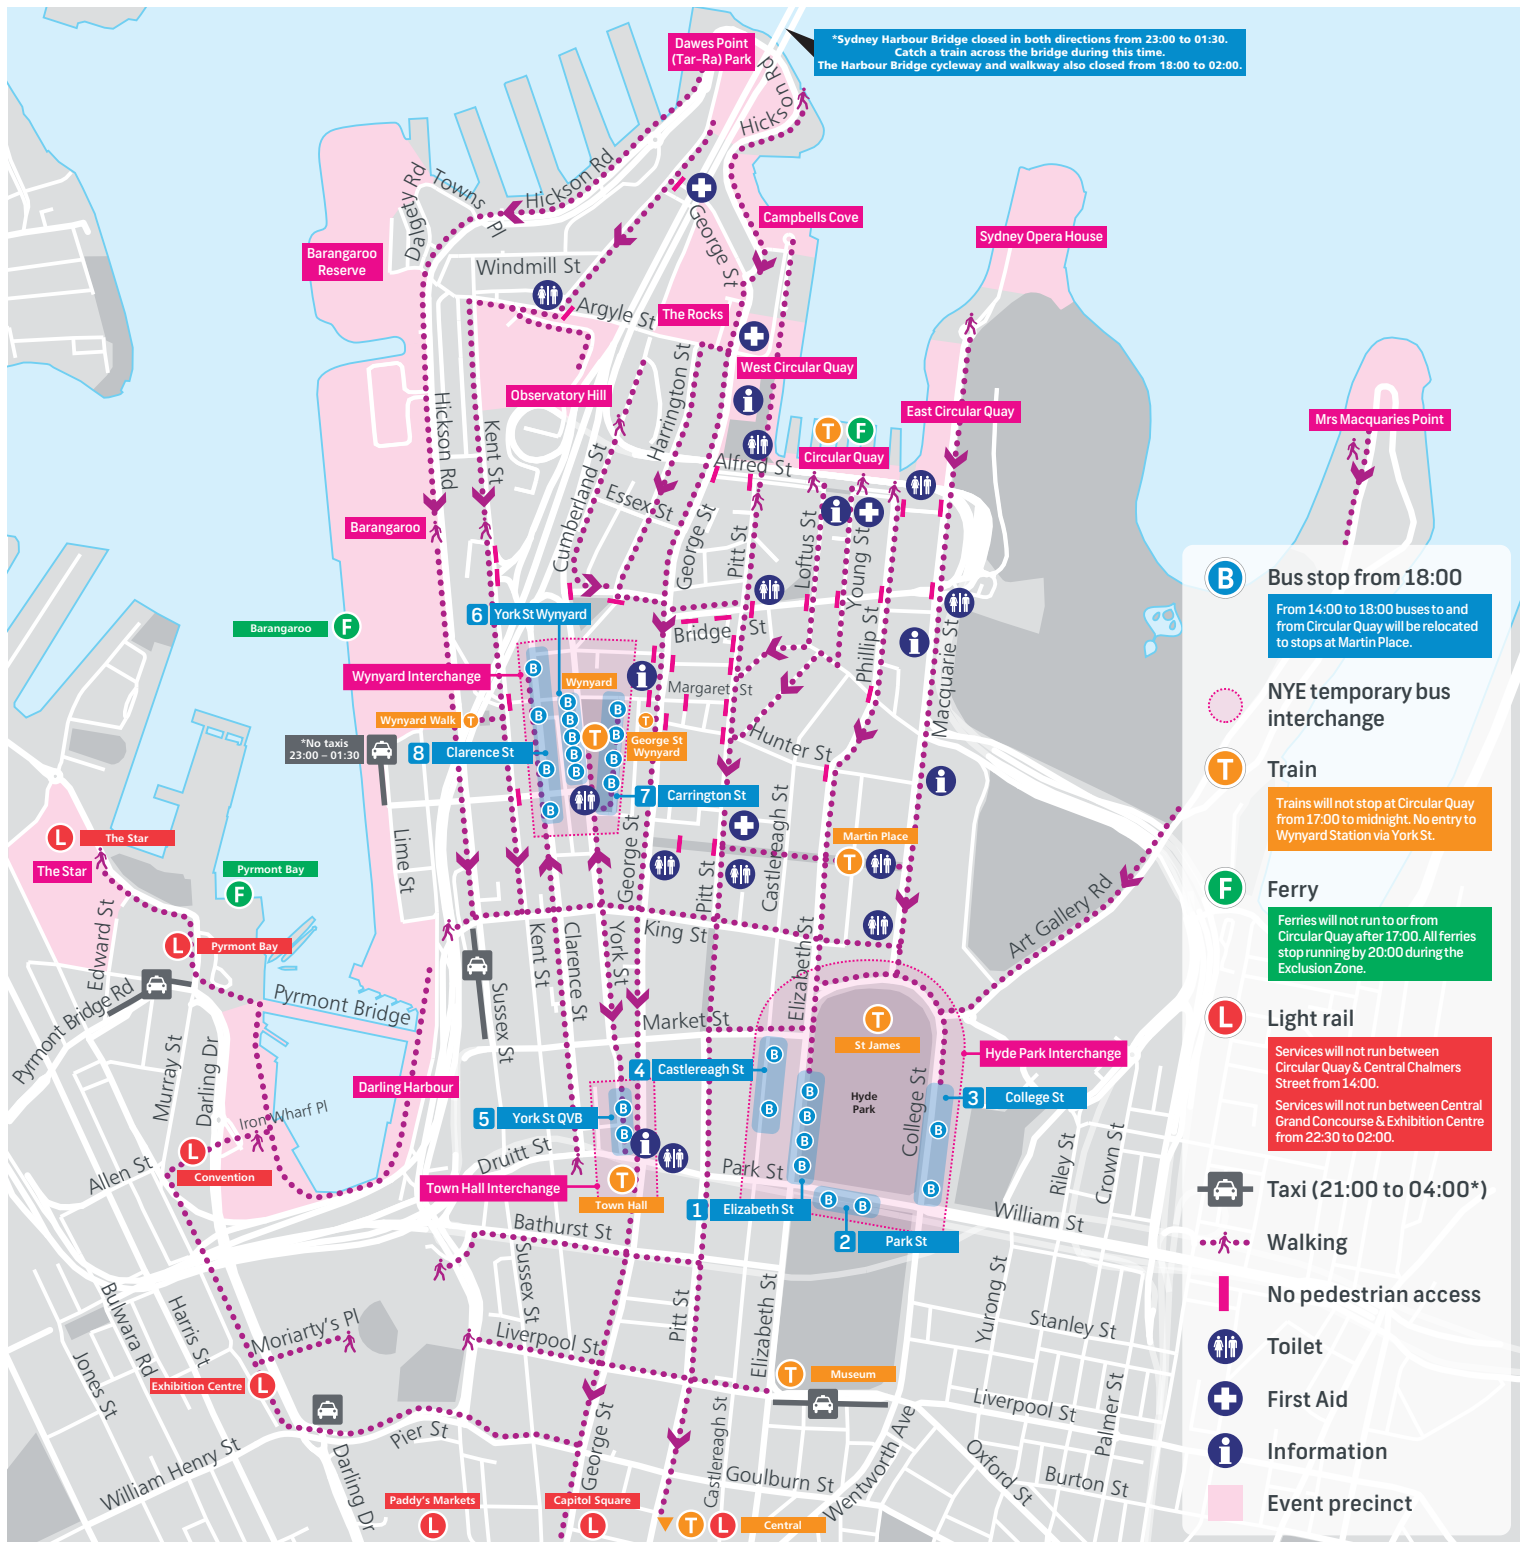 *Sydney Harbour Bridge closed in both directions from 23:00 to 01:30.
Catch a train across the bridge during this time.
The Harbour Bridge cycleway and walkway also closed from 18:00 to 02:00.
Dawes Point
(Tar-Ra) Park
Hickson Rd
Hickson Rd
Towns Pl
Dalgety Rd
George St
Campbells Cove
Sydney Opera House
Barangaroo
Reserve
Windmill St
Argyle St
The Rocks
West Circular Quay
Observatory Hill
Harrington St
East Circular Quay
Mrs Macquaries Point
T
F
Circular Quay
Alfred St
Hickson Rd
Kent St
Cumberland St
Essex St
George St
Pitt St
Loftus St
Young St
Phillip St
Macquarie St
Barangaroo
Barangaroo
F
6
York St Wynyard
Bridge St
Wynyard Interchange
B
Wynyard
Margaret St
Wynyard Walk
T
B
B
B
B
B
B
B
B
B
B
B
B
B
T
T
George St
Wynyard
*No taxis
23:00 – 01:30
8
Clarence St
Hunter St
7
Carrington St
Lime St
George St
Pitt St
Castlereagh St
Martin Place
T
L
The Star
The Star
Pyrmont Bay
F
Edward St
L
Pyrmont Bay
Pyrmont Bridge Rd
Pyrmont Bridge
Kent St
Clarence St
York St
King St
Elizabeth St
Art Gallery Rd
Sussex St
Market St
T
St James
Hyde Park Interchange
Murray St
Darling Dr
Darling Harbour
4
Castlereagh St
B
B
B
B
B
B
Hyde
Park
College St
3
College St
B
B
5
York St QVB
B
B
Iron Wharf Pl
L
Convention
Allen St
Druitt St
Town Hall Interchange
T
Town Hall
Park St
1
Elizabeth St
B
B
2
Park St
William St
Riley St
Crown St
Bathurst St
Sussex St
Pitt St
Elizabeth St
Yurong St
Stanley St
Bulwara Rd
Harris St
Jones St
Moriarty's Pl
Liverpool St
Exhibition Centre
L
T
Museum
Liverpool St
Palmer St
Pier St
George St
Castlereagh St
Goulburn St
Wentworth Ave
Oxford St
Burton St
William Henry St
Darling Dr
Paddy's Markets
L
Capitol Square
L
T
L
Central
B
Bus stop from 18:00
From 14:00 to 18:00 buses to and
from Circular Quay will be relocated
to stops at Martin Place.
NYE temporary bus
interchange
T
Train
Trains will not stop at Circular Quay
from 17:00 to midnight. No entry to
Wynyard Station via York St.
F
Ferry
Ferries will not run to or from
Circular Quay after 17:00. All ferries
stop running by 20:00 during the
Exclusion Zone.
L
Light rail
Services will not run between
Circular Quay & Central Chalmers
Street from 14:00.
Services will not run between Central
Grand Concourse & Exhibition Centre
from 22:30 to 02:00.
Taxi (21:00 to 04:00*)
Walking
No pedestrian access
Toilet
First Aid
Information
Event precinct